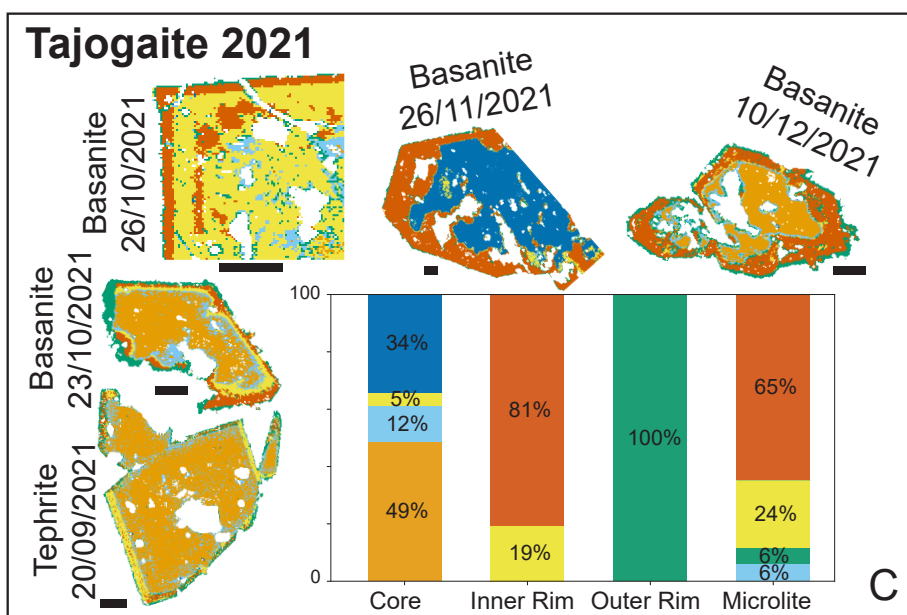 Tajogaite 2021
Basanite
26/10/2021
Basanite
26/11/2021
Basanite
10/12/2021
Basanite
23/10/2021
Tephrite
20/09/2021
100
0
34%
5%
12%
49%
81%
19%
100%
65%
24%
6%
6%
Core
Inner Rim
Outer Rim
Microlite
C